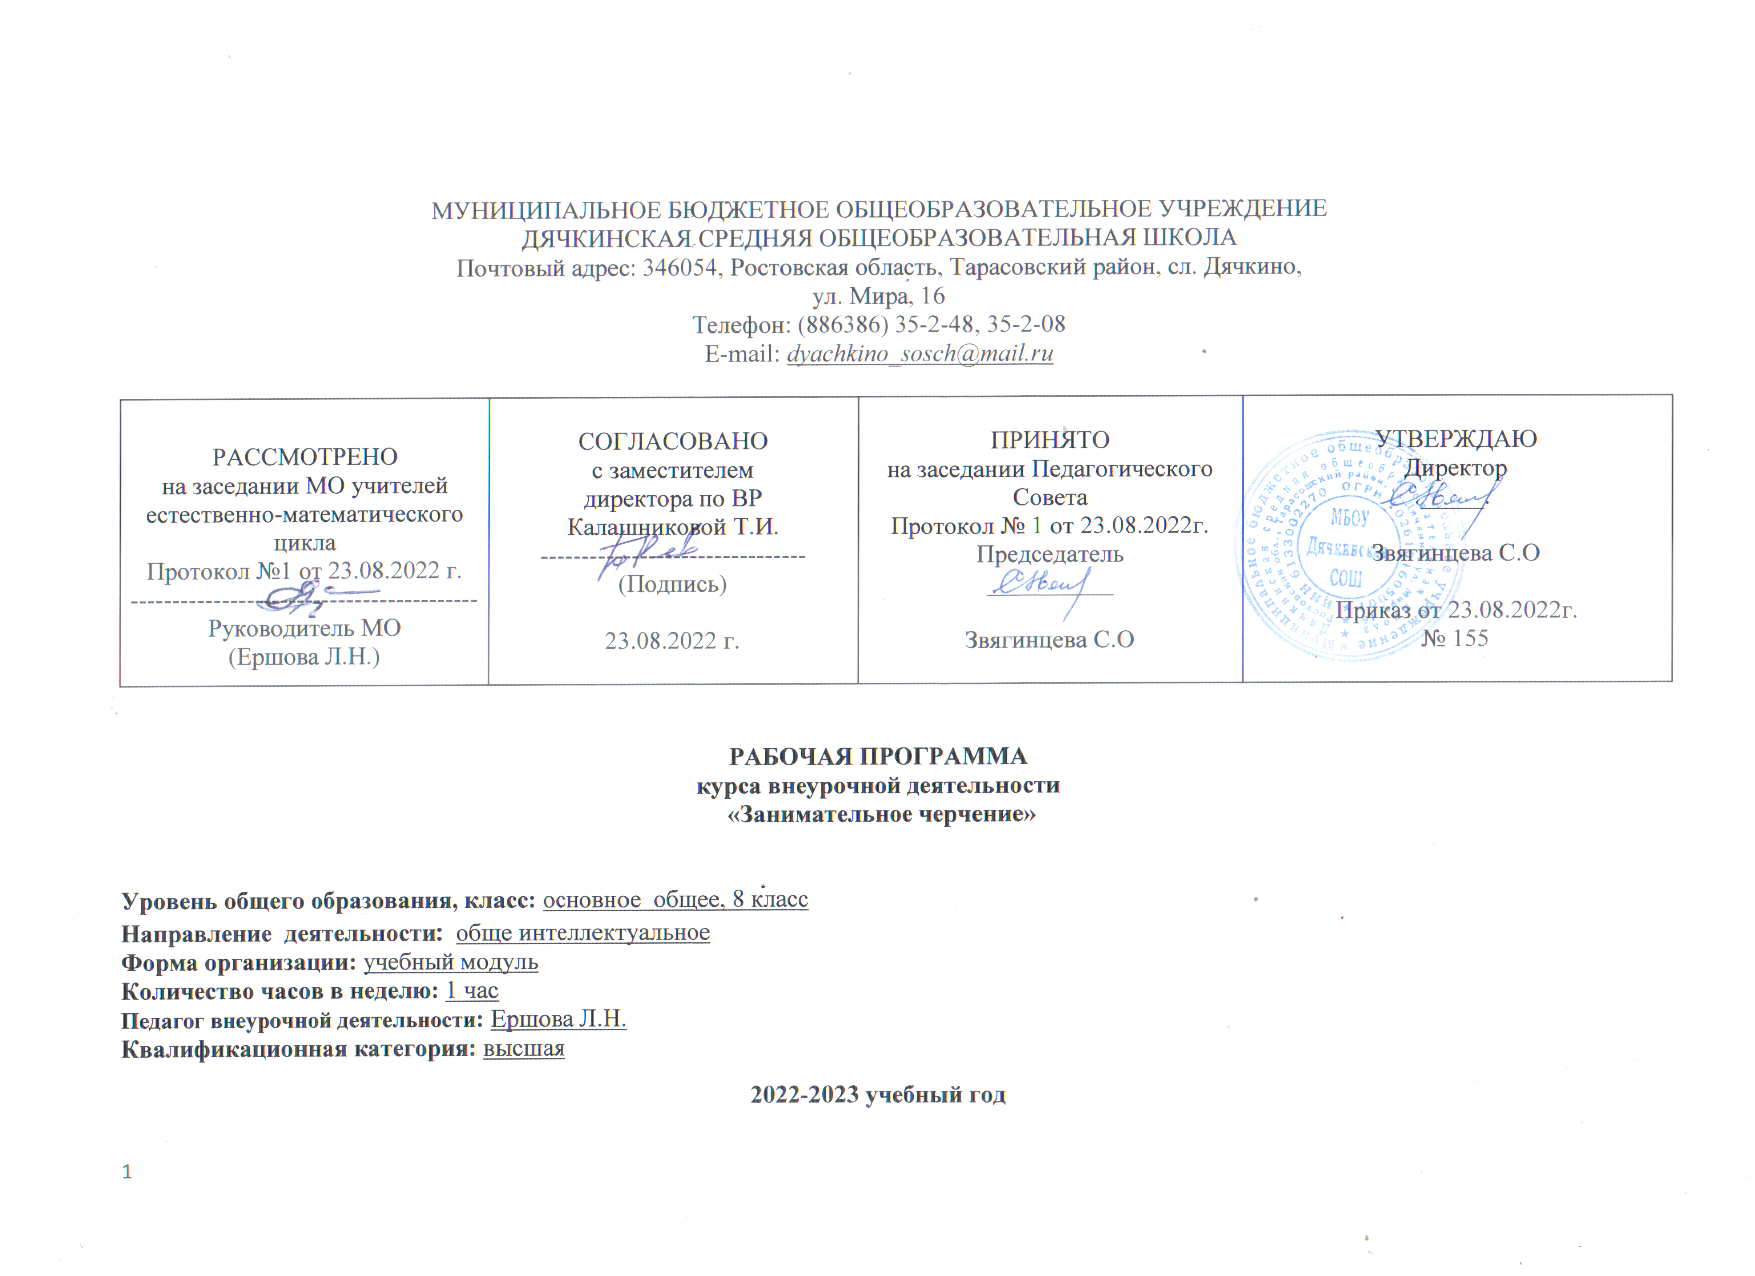 МУНИЦИПАЛЬНОЕ БЮДЖЕТНОЕ ОБЩЕОБРАЗОВАТЕЛЬНОЕ УЧРЕЖДЕНИЕ
ДЯЧКИНСКАЯ СРЕДНЯЯ ОБЩЕОБРАЗОВАТЕЛЬНАЯ ШКОЛА
Почтовый адрес: 346054, Ростовская область, Тарасовский район, сл. Дячкино,
ул. Мира, 16
Телефон: (886386) 35-2-48, 35-2-08
E-mail: dyachkino_sosch@mail.ru
РАССМОТРЕНО
на заседании МО учителей
естественно-математического
цикла
Протокол №1 от 23.08.2022 г.
Руководитель МО
(Ершова Л.Н.)
СОГЛАСОВАНО
с заместителем
директора по ВР
Калашниковой Т.И.
(Подпись)
23.08.2022 г.
ПРИНЯТО
на заседании Педагогического
Совета
Протокол № 1 от 23.08.2022г.
Председатель
Звягинцева С.О
УТВЕРЖДАЮ
Директор
Звягинцева С.О
Приказ от 23.08.2022г.
№ 155
МБОУ
СОШ
РАБОЧАЯ ПРОГРАММА
курса внеурочной деятельности
«Занимательное черчение»
Уровень общего образования, класс: основное  общее, 8 класс
Направление  деятельности:  обще интеллектуальное
Форма организации: учебный модуль
Количество часов в неделю: 1 час
Педагог внеурочной деятельности: Ершова Л.Н.
Квалификационная категория: высшая
2022-2023 учебный год
1